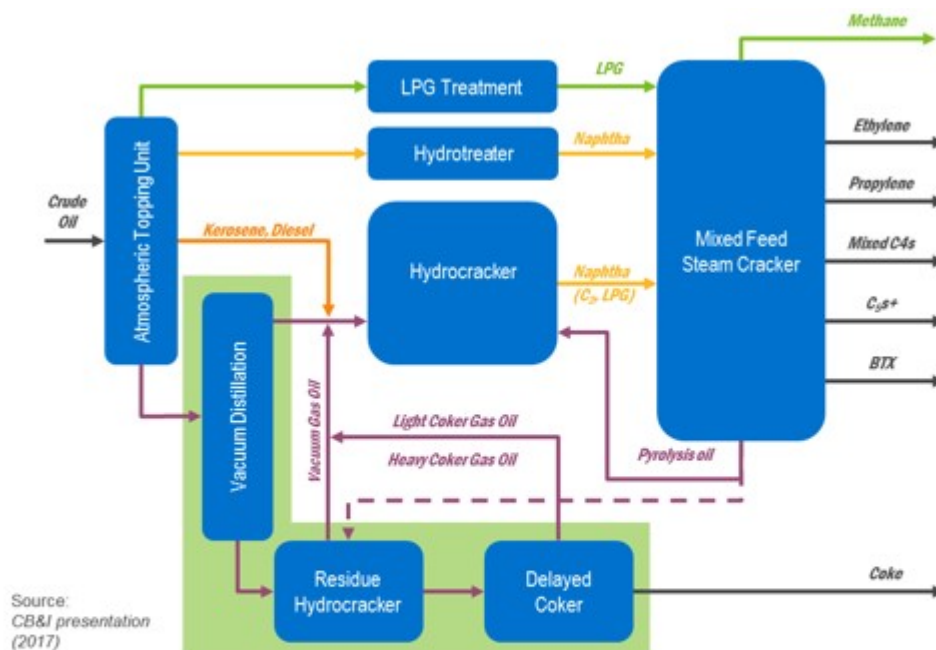 Methane
LPG Treatment
LPG
Ethylene
Hydrotreater
Naphtha
Propylene
Crude
Oil
Atmospheric Topping Unit
Kerosene, Diesel
Hydrocracker
Naphtha
(C₂, LPG)
Mixed Feed
Steam Cracker
Mixed C4s
C₅s+
BTX
Vacuum Distillation
Vacuum Gas Oil
Light Coker Gas Oil
Heavy Coker Gas Oil
Pyrolysis oil
Residue
Hydrocracker
Delayed
Coker
Coke
Source:
CB&I presentation
(2017)